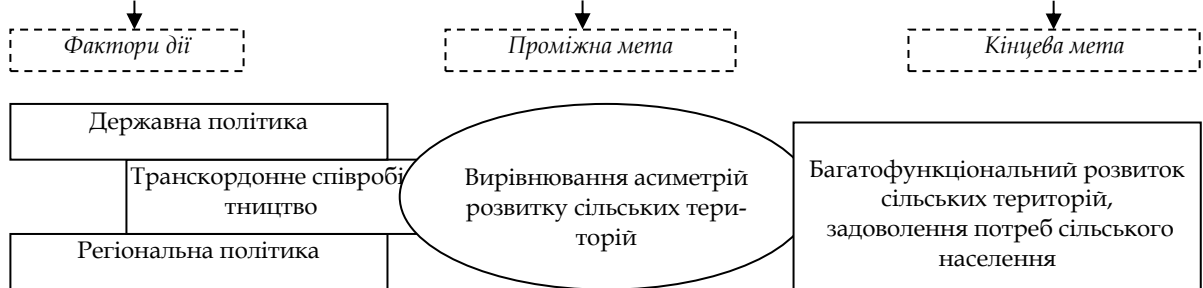 Фактори дії
Проміжна мета
Кінцева мета
Державна політика
Транскордонне співробі
тництво
Регіональна політика
Вирівнювання асиметрій
розвитку сільських тери-
торій
Багатофункціональний розвиток
сільських територій,
задоволення потреб сільського
населення